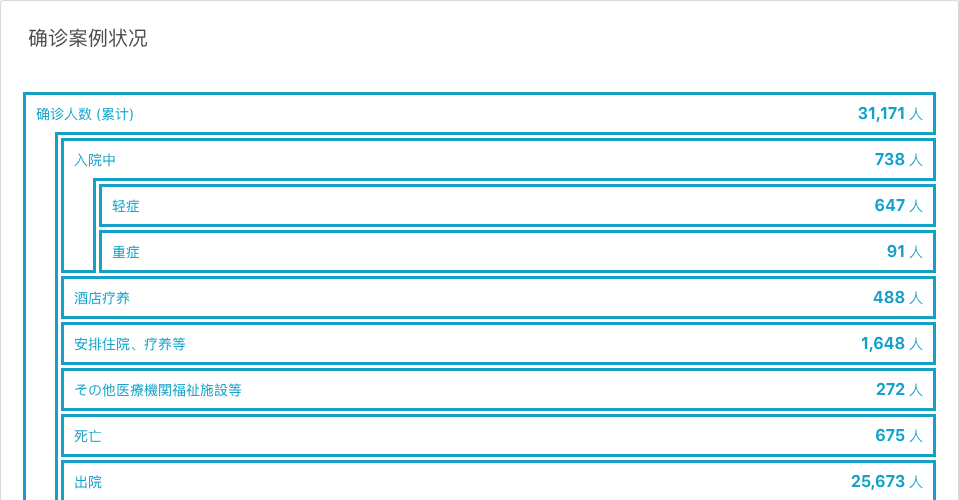 确诊案例状况
确诊人数 (累计) 31,171 人
入院中 738 人
轻症 647 人
重症 91 人
酒店疗养 488 人
安排住院、疗养等 1,648 人
その他医療機関福祉施設等 272 人
死亡 675 人
出院 25,673 人